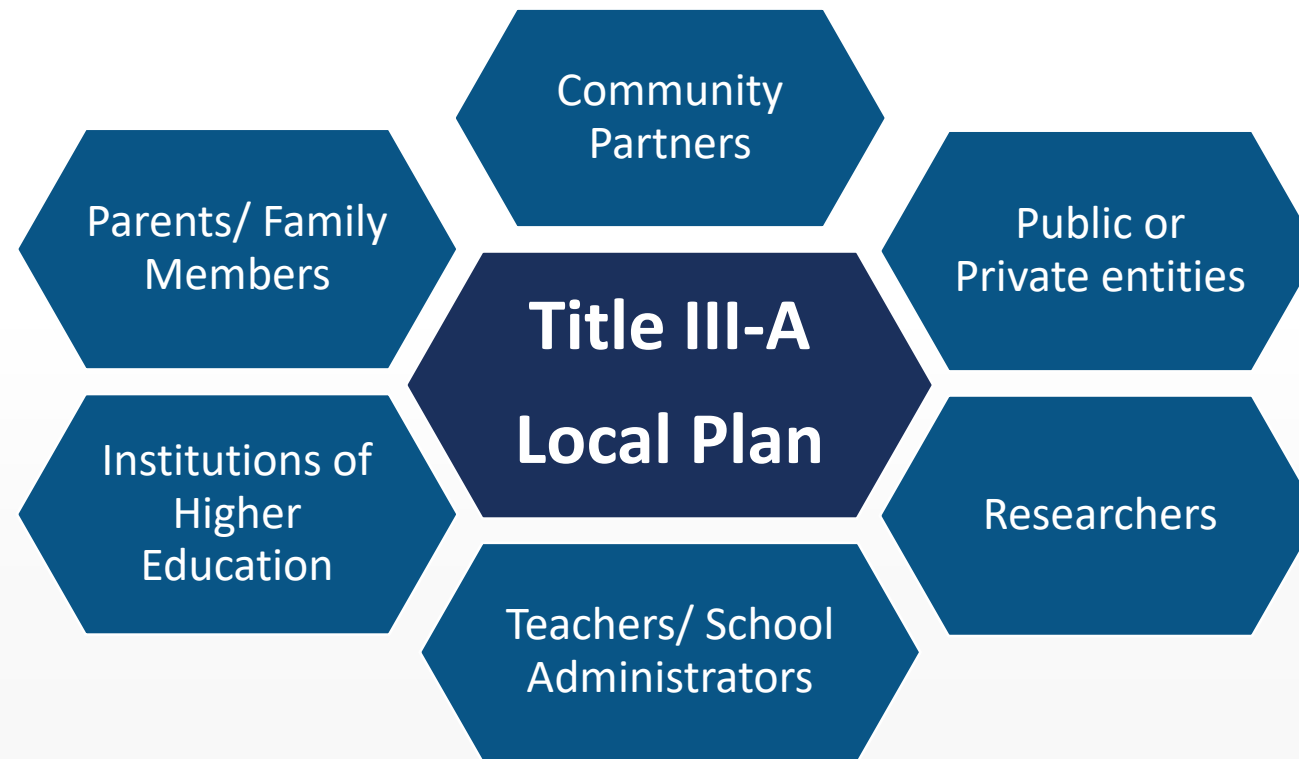 Community
Partners
Parents/ Family
Members
Public or
Private entities
Title III-A
Local Plan
Institutions of
Higher
Education
Researchers
Teachers/ School
Administrators